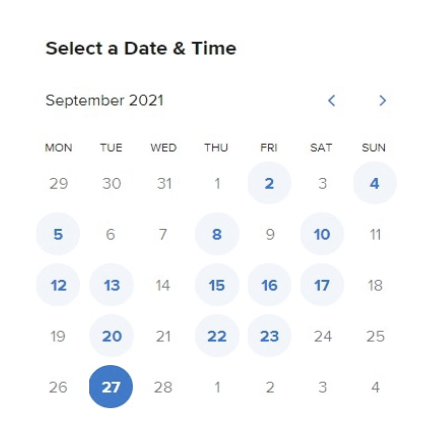 Select a Date & Time
September 2021
MON TUE WED THU FRI SAT SUN
29 30 31 1 2 3 4
5 6 7 8 9 10 11
12 13 14 15 16 17 18
19 20 21 22 23 24 25
26 27 28 1 2 3 4